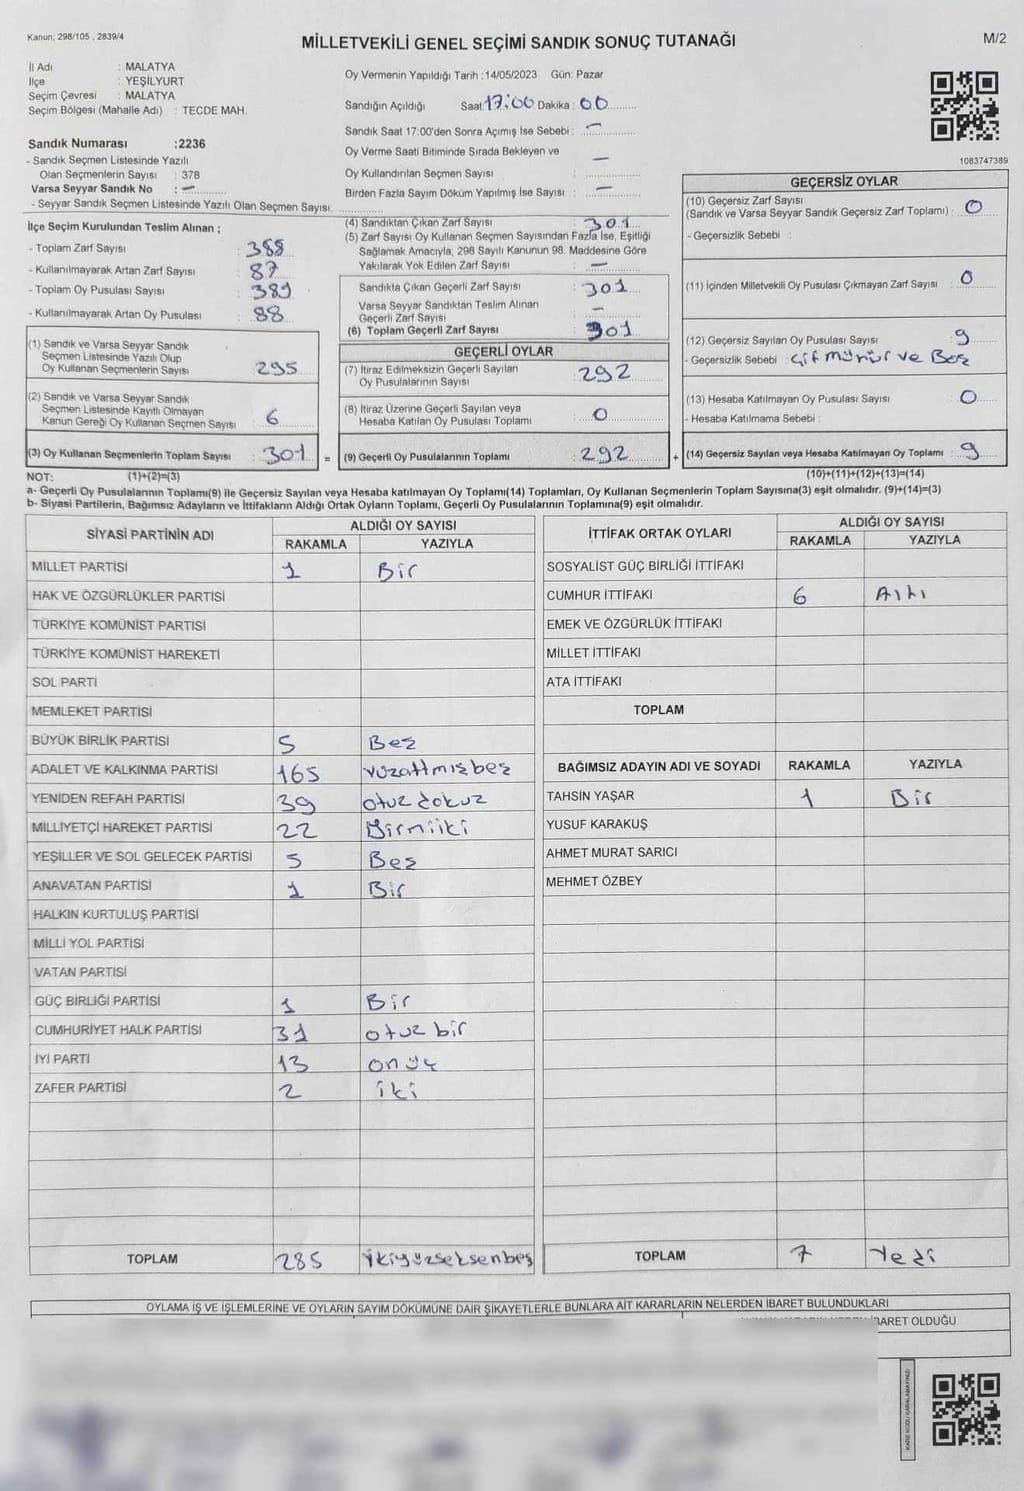 Kanun; 298/105 , 2839/4
MİLLETVEKİLİ GENEL SEÇİMİ SANDIK SONUÇ TUTANAĞI
M/2
İl Adı : MALATYA
İlçe : YEŞİLYURT
Seçim Çevresi : MALATYA
Seçim Bölgesi (Mahalle Adı) : TECDE MAH.
Sandık Numarası :2236
- Sandık Seçmen Listesinde Yazılı
Olan Seçmenlerin Sayısı : 378
Varsa Seyyar Sandık No : –
- Seyyar Sandık Seçmen Listesinde Yazılı Olan Seçmen Sayısı:
Oy Vermenin Yapıldığı Tarih :14/05/2023 Gün: Pazar
Sandığın Açıldığı Saat:17:00 Dakika : 00
Sandık Saat 17:00'den Sonra Açımış İse Sebebi : –
Oy Verme Saati Bitiminde Sırada Bekleyen ve
Oy Kullandırılan Seçmen Sayısı : –
Birden Fazla Sayım Döküm Yapılmış İse Sayısı : –
1083747389
İlçe Seçim Kurulundan Teslim Alınan ;
- Toplam Zarf Sayısı : 388
- Kullanılmayarak Artan Zarf Sayısı : 87
- Toplam Oy Pusulası Sayısı : 389
- Kullanılmayarak Artan Oy Pusulası : 88
(4) Sandıktan Çıkan Zarf Sayısı : 301
(5) Zarf Sayısı Oy Kullanan Seçmen Sayısından Fazla İse, Eşitliği
Sağlamak Amacıyla; 298 Sayılı Kanunun 98. Maddesine Göre
Yakılarak Yok Edilen Zarf Sayısı : –
Sandıkta Çıkan Geçerli Zarf Sayısı : 301
Varsa Seyyar Sandıktan Teslim Alınan
Geçerli Zarf Sayısı : –
(6) Toplam Geçerli Zarf Sayısı : 301
GEÇERSİZ OYLAR
(10) Geçersiz Zarf Sayısı
(Sandık ve Varsa Seyyar Sandık Geçersiz Zarf Toplamı) : 0
- Geçersizlik Sebebi :
(11) İçinden Milletvekili Oy Pusulası Çıkmayan Zarf Sayısı : 0
(12) Geçersiz Sayılan Oy Pusulası Sayısı : 9
- Geçersizlik Sebebi : Çift mühür ve Boş
(13) Hesaba Katılmayan Oy Pusulası Sayısı : 0
- Hesaba Katılmama Sebebi :
(1) Sandık ve Varsa Seyyar Sandık
Seçmen Listesinde Yazılı Olup
Oy Kullanan Seçmenlerin Sayısı : 295
(2) Sandık ve Varsa Seyyar Sandık
Seçmen Listesinde Kayıtlı Olmayan
Kanun Gereği Oy Kullanan Seçmen Sayısı : 6
GEÇERLİ OYLAR
(7) İtiraz Edilmeksizin Geçerli Sayılan
Oy Pusulalarının Sayısı : 292
(8) İtiraz Üzerine Geçerli Sayılan veya
Hesaba Katılan Oy Pusulası Toplamı : 0
(3) Oy Kullanan Seçmenlerin Toplam Sayısı : 301 = (9) Geçerli Oy Pusulalarının Toplamı : 292 + (14) Geçersiz Sayılan veya Hesaba Katılmayan Oy Toplamı : 9
NOT: (1)+(2)=(3) (10)+(11)+(12)+(13)=(14)
a- Geçerli Oy Pusulalarının Toplamı(9) ile Geçersiz Sayılan veya Hesaba katılmayan Oy Toplamı(14) Toplamları, Oy Kullanan Seçmenlerin Toplam Sayısına(3) eşit olmalıdır. (9)+(14)=(3)
b- Siyasi Partilerin, Bağımsız Adayların ve İttifakların Aldığı Ortak Oyların Toplamı, Geçerli Oy Pusulalarının Toplamına(9) eşit olmalıdır.
SİYASİ PARTİNİN ADI ALDIĞI OY SAYISI
RAKAMLA YAZIYLA
MİLLET PARTİSİ 1 Bir
HAK VE ÖZGÜRLÜKLER PARTİSİ
TÜRKİYE KOMÜNİST PARTİSİ
TÜRKİYE KOMÜNİST HAREKETİ
SOL PARTİ
MEMLEKET PARTİSİ
BÜYÜK BİRLİK PARTİSİ 5 Beş
ADALET VE KALKINMA PARTİSİ 165 yüzaltmışbeş
YENİDEN REFAH PARTİSİ 39 otuz dokuz
MİLLİYETÇİ HAREKET PARTİSİ 22 Yirmiiki
YEŞİLLER VE SOL GELECEK PARTİSİ 5 Beş
ANAVATAN PARTİSİ 1 Bir
HALKIN KURTULUŞ PARTİSİ
MİLLİ YOL PARTİSİ
VATAN PARTİSİ
GÜÇ BİRLİĞİ PARTİSİ 1 Bir
CUMHURİYET HALK PARTİSİ 31 otuz bir
İYİ PARTİ 13 onüç
ZAFER PARTİSİ 2 iki
TOPLAM 285 ikiyüzseksenbeş
İTTİFAK ORTAK OYLARI ALDIĞI OY SAYISI
RAKAMLA YAZIYLA
SOSYALİST GÜÇ BİRLİĞİ İTTİFAKI
CUMHUR İTTİFAKI 6 Altı
EMEK VE ÖZGÜRLÜK İTTİFAKI
MİLLET İTTİFAKI
ATA İTTİFAKI
TOPLAM
BAĞIMSIZ ADAYIN ADI VE SOYADI RAKAMLA YAZIYLA
TAHSİN YAŞAR 1 Bir
YUSUF KARAKUŞ
AHMET MURAT SARICI
MEHMET ÖZBEY
TOPLAM 7 Yedi
OYLAMA İŞ VE İŞLEMLERİNE VE OYLARIN SAYIM DÖKÜMÜNE DAİR ŞİKAYETLERLE BUNLARA AİT KARARLARIN NELERDEN İBARET BULUNDUKLARI
İBARET OLDUĞU
KARE KODU KARALAMAYINIZ!